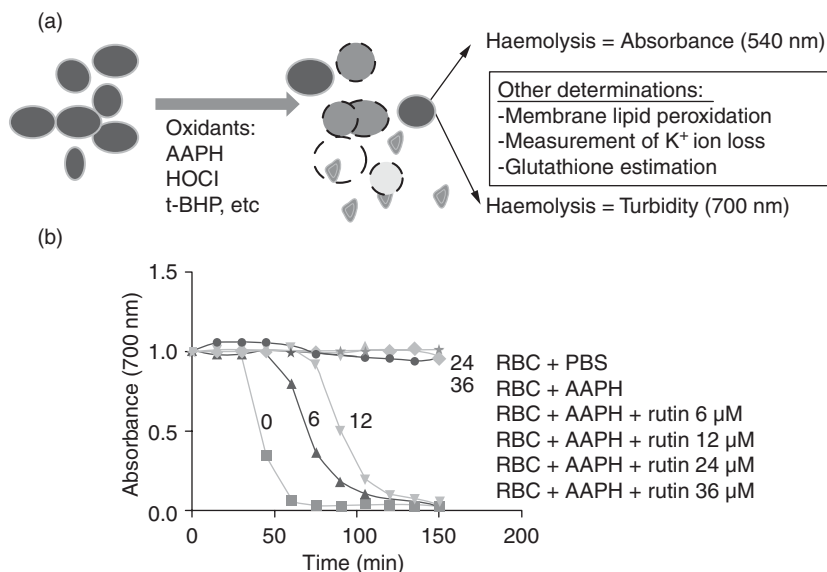 (a)
Oxidants:
AAPH
HOCl
t-BHP, etc
Haemolysis = Absorbance (540 nm)
Other determinations:
-Membrane lipid peroxidation
-Measurement of K⁺ ion loss
-Glutathione estimation
Haemolysis = Turbidity (700 nm)
(b)
Absorbance (700 nm)
1.5
1.0
0.5
0.0
0
6
12
24
36
0
50
100
150
200
Time (min)
RBC + PBS
RBC + AAPH
RBC + AAPH + rutin 6 μM
RBC + AAPH + rutin 12 μM
RBC + AAPH + rutin 24 μM
RBC + AAPH + rutin 36 μM